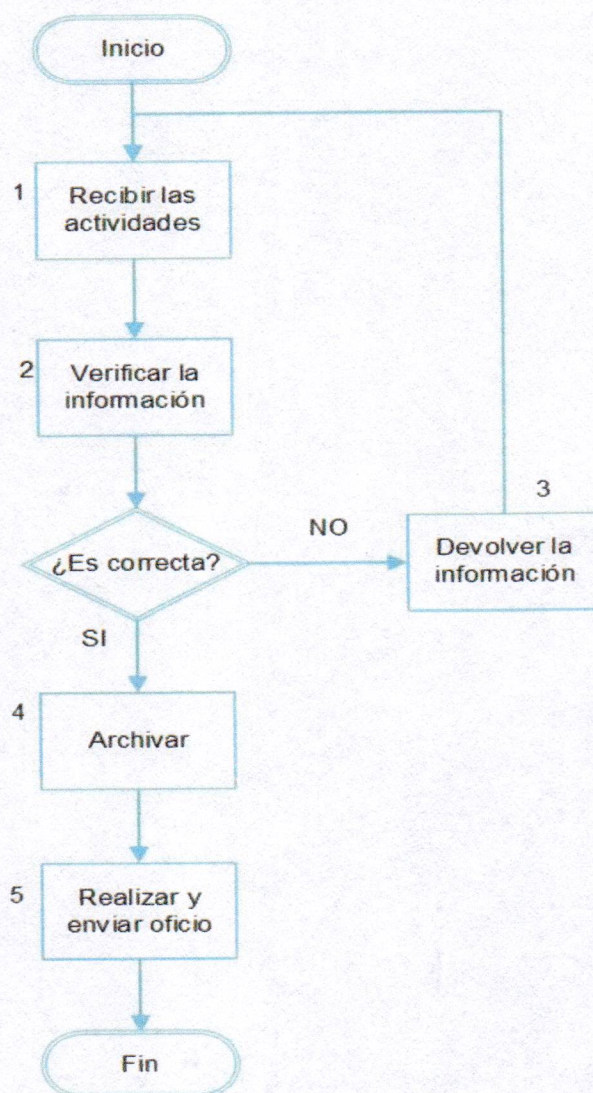 Inicio
1
Recibir las
actividades
2
Verificar la
información
¿Es correcta?
NO
3
Devolver la
información
SI
4
Archivar
5
Realizar y
enviar oficio
Fin